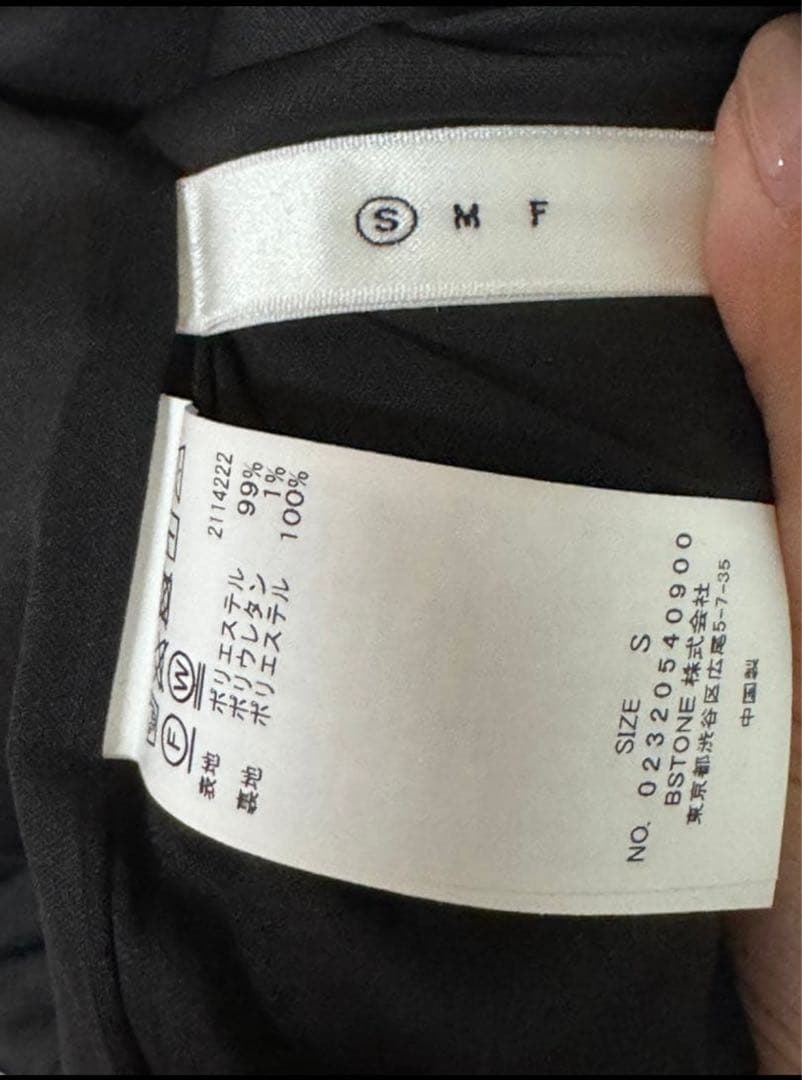 S M F
F W
2114222
表地 ポリエステル 99%
ポリウレタン 1%
裏地 ポリエステル 100%
SIZE S
NO. 0232054 0900
BSTONE 株式会社
東京都渋谷区広尾5-7-35
中国製